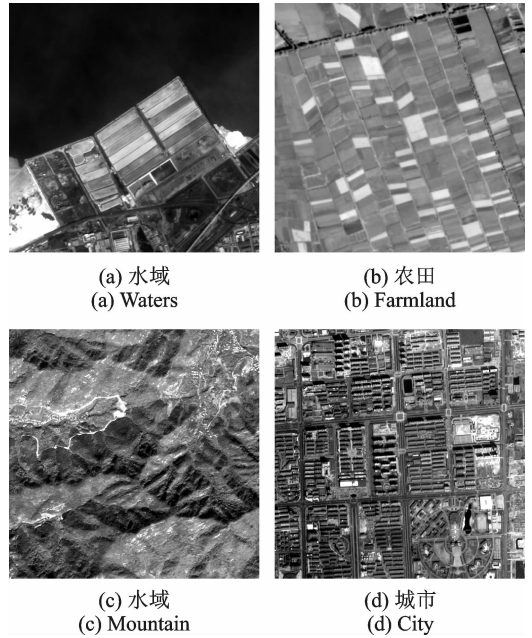 (a) 水域
(a) Waters
(b) 农田
(b) Farmland
(c) 水域
(c) Mountain
(d) 城市
(d) City